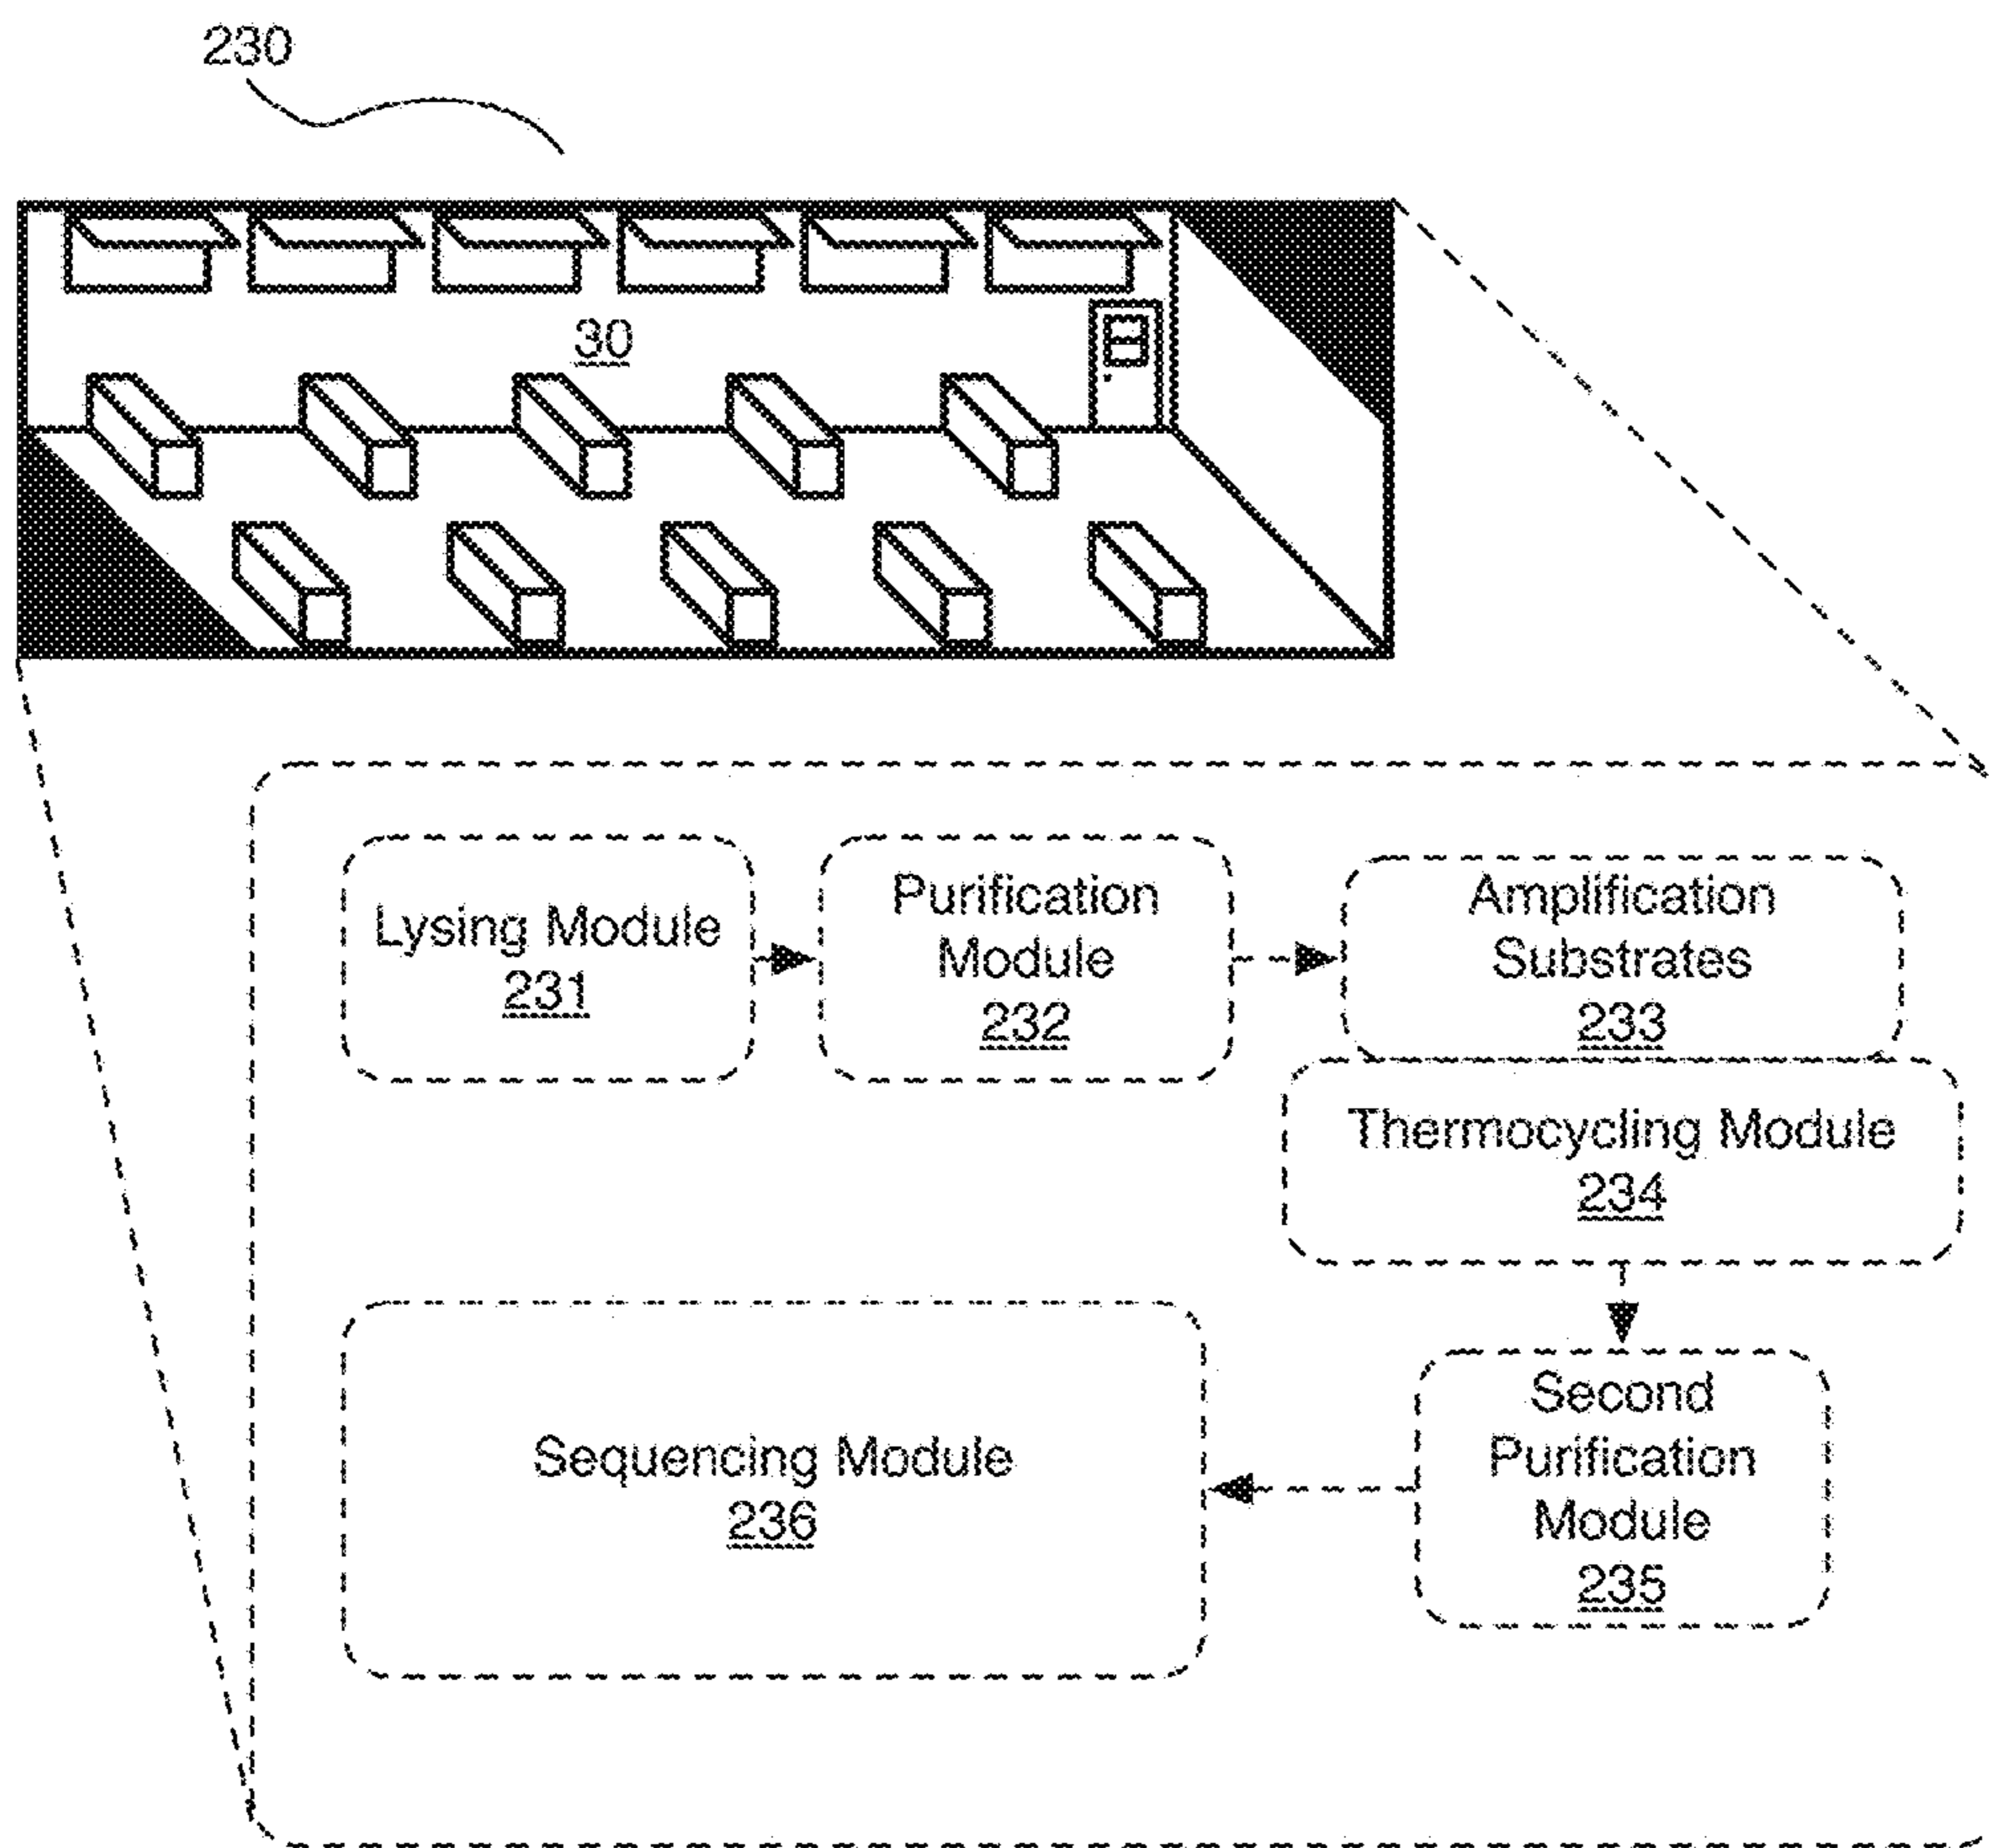 230
30
Lysing Module
231
Purification
Module
232
Amplification
Substrates
233
Thermocycling Module
234
Second
Purification
Module
235
Sequencing Module
236